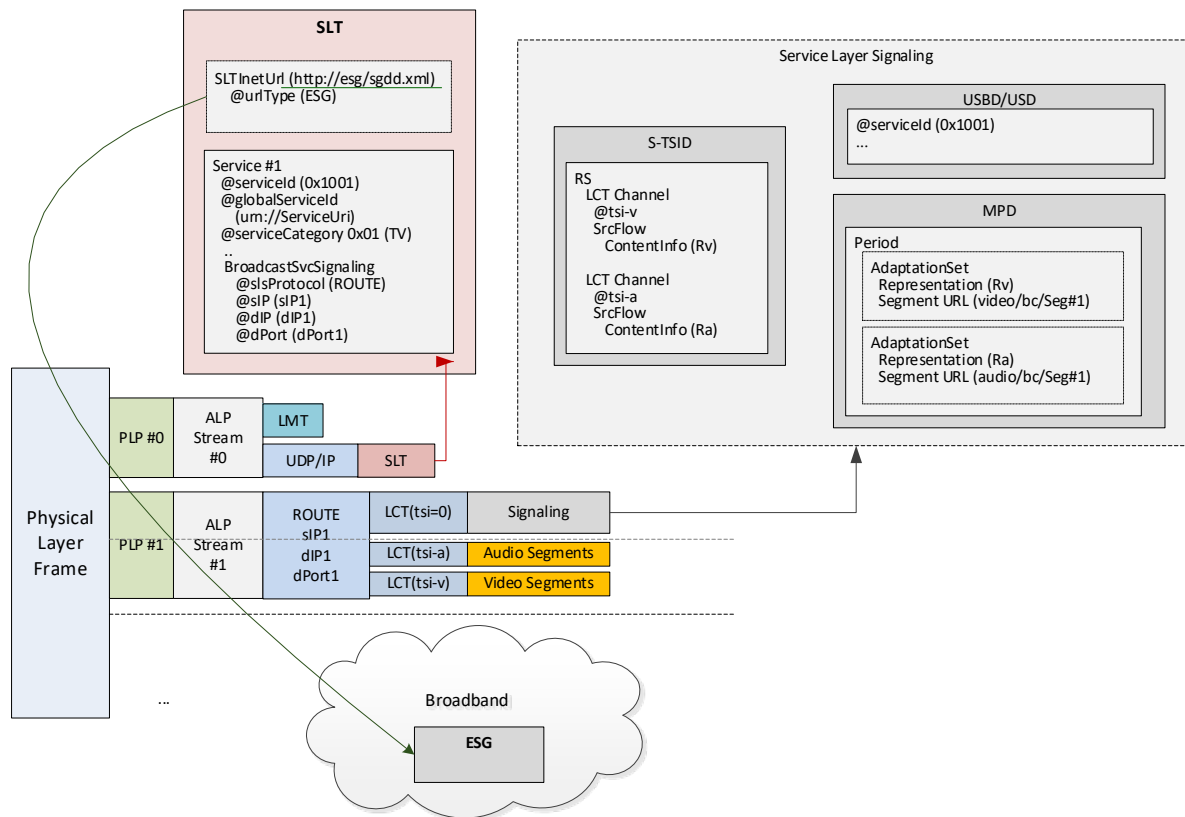 SLT
SLTInetUrl (http://esg/sgdd.xml)
@urlType (ESG)
Service #1
@serviceId (0x1001)
@globalServiceId
(urn://ServiceUri)
@serviceCategory 0x01 (TV)
..
BroadcastSvcSignaling
@slsProtocol (ROUTE)
@sIP (sIP1)
@dIP (dIP1)
@dPort (dPort1)
Service Layer Signaling
S-TSID
RS
LCT Channel
@tsi-v
SrcFlow
ContentInfo (Rv)
LCT Channel
@tsi-a
SrcFlow
ContentInfo (Ra)
USBD/USD
@serviceId (0x1001)
...
MPD
Period
AdaptationSet
Representation (Rv)
Segment URL (video/bc/Seg#1)
AdaptationSet
Representation (Ra)
Segment URL (audio/bc/Seg#1)
Physical
Layer
Frame
PLP #0
ALP
Stream
#0
LMT
UDP/IP
SLT
PLP #1
ALP
Stream
#1
ROUTE
sIP1
dIP1
dPort1
LCT(tsi=0)
Signaling
LCT(tsi-a)
Audio Segments
LCT(tsi-v)
Video Segments
...
Broadband
ESG